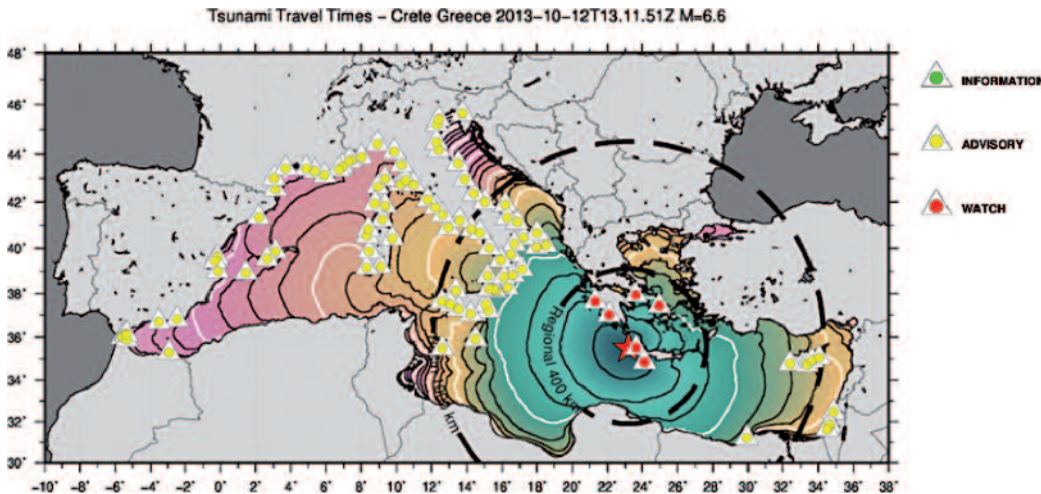 Tsunami Travel Times - Crete Greece 2013-10-12T13.11.51Z M=6.6
48°
46°
44°
42°
40°
38°
36°
34°
32°
30°
Regional 400 km
km
-10° -8° -6° -4° -2° 0° 2° 4° 6° 8° 10° 12° 14° 16° 18° 20° 22° 24° 26° 28° 30° 32° 34° 36° 38°
INFORMATION
ADVISORY
WATCH